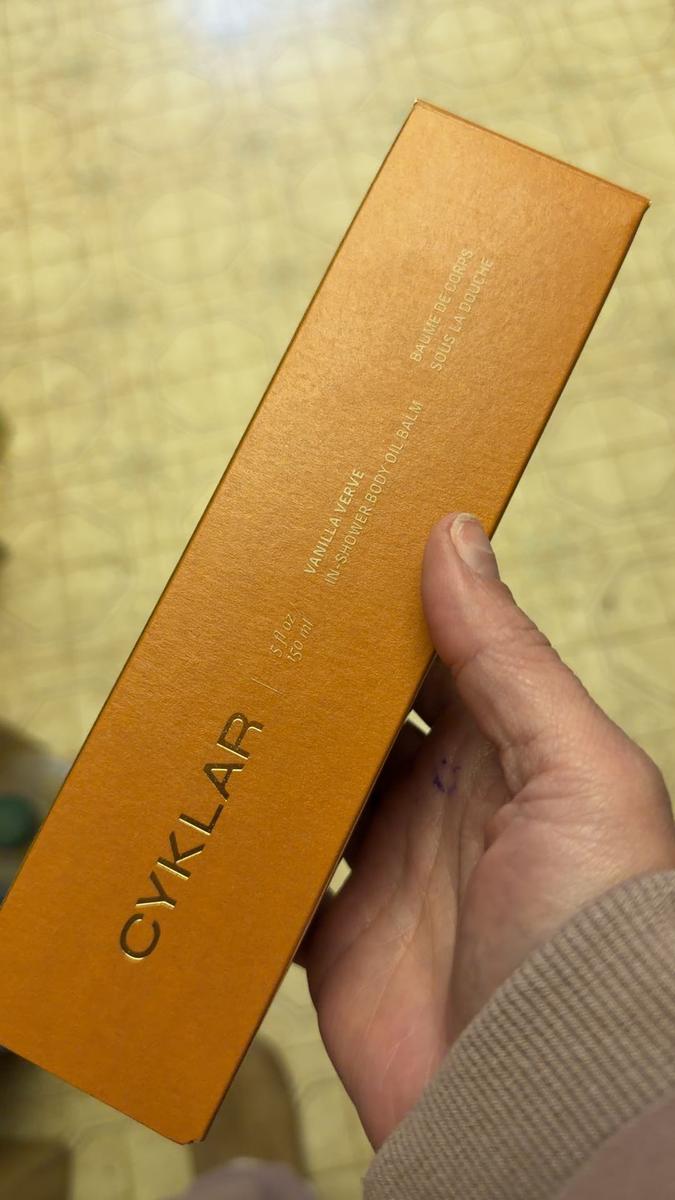 CYKLAR
5 fl oz
150 ml
VANILLA VERVE
IN-SHOWER BODY OIL BALM
BAUME DE CORPS
SOUS LA DOUCHE